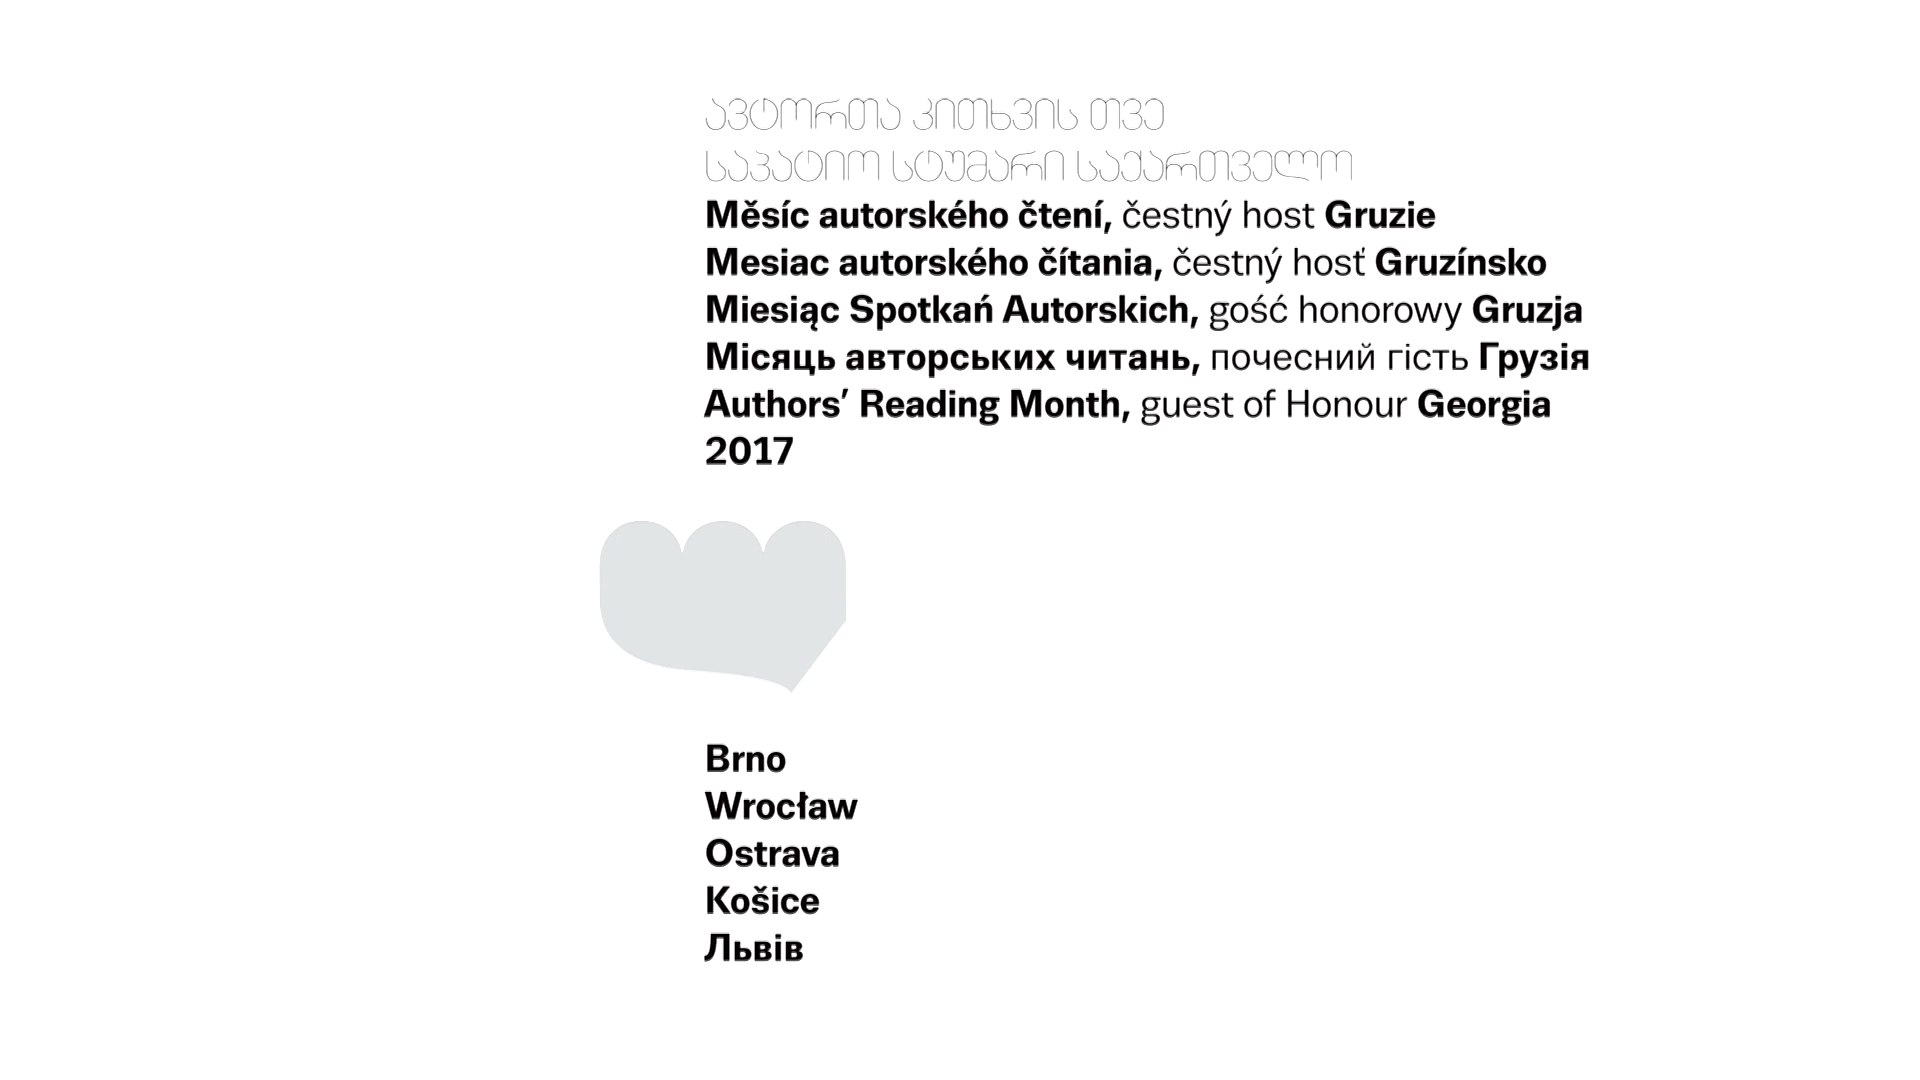 ავტორთა კითხვის თვე
საპატიო სტუმარი საქართველო
Měsíc autorského čtení, čestný host Gruzie
Mesiac autorského čítania, čestný hosť Gruzínsko
Miesiąc Spotkań Autorskich, gość honorowy Gruzja
Місяць авторських читань, почесний гість Грузія
Authors’ Reading Month, guest of Honour Georgia
2017
Brno
Wrocław
Ostrava
Košice
Львів